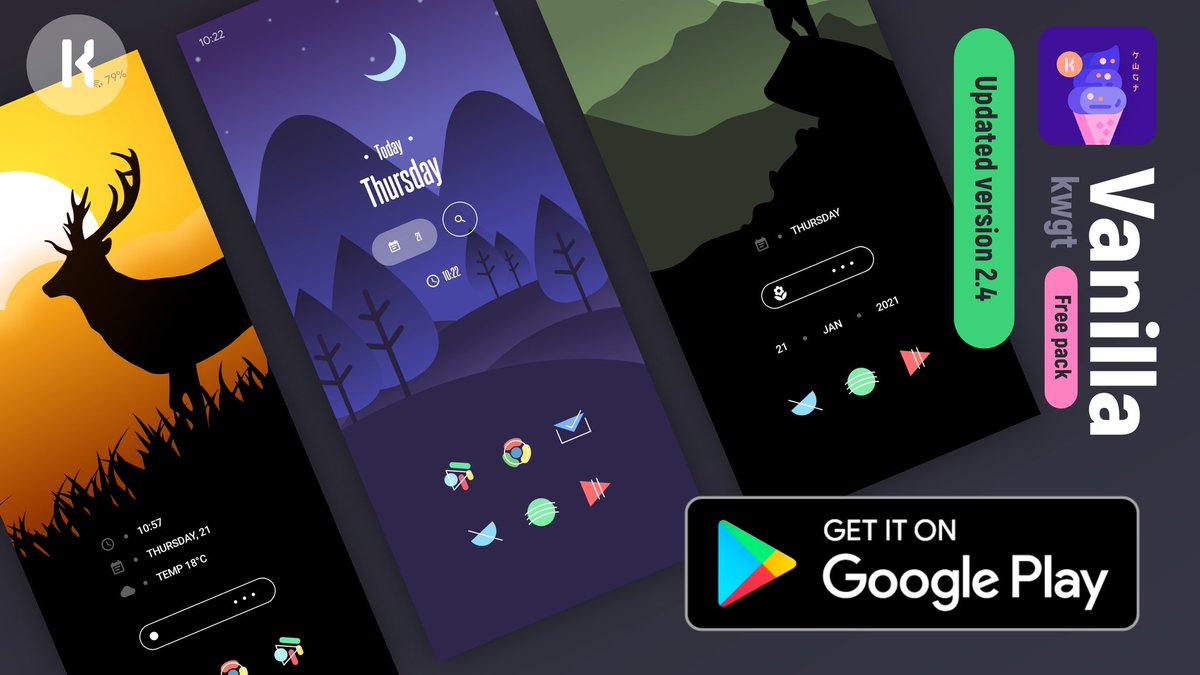 79%
10:57
THURSDAY, 21
TEMP 18°C
10:22
• Today •
Thursday
21
10:22
THURSDAY
21 • JAN • 2021
Updated version 2.4
Vanilla
kwgt
Free pack
GET IT ON
Google Play